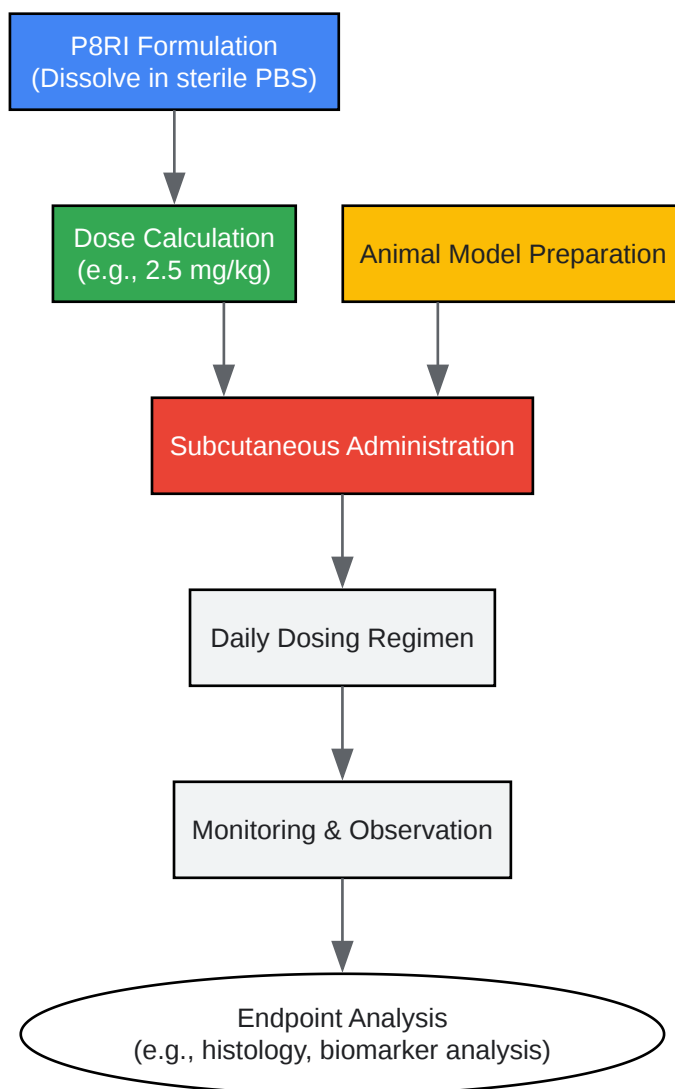 P8RI Formulation
(Dissolve in sterile PBS)
Dose Calculation
(e.g., 2.5 mg/kg)
Animal Model Preparation
Subcutaneous Administration
Daily Dosing Regimen
Monitoring & Observation
Endpoint Analysis
(e.g., histology, biomarker analysis)